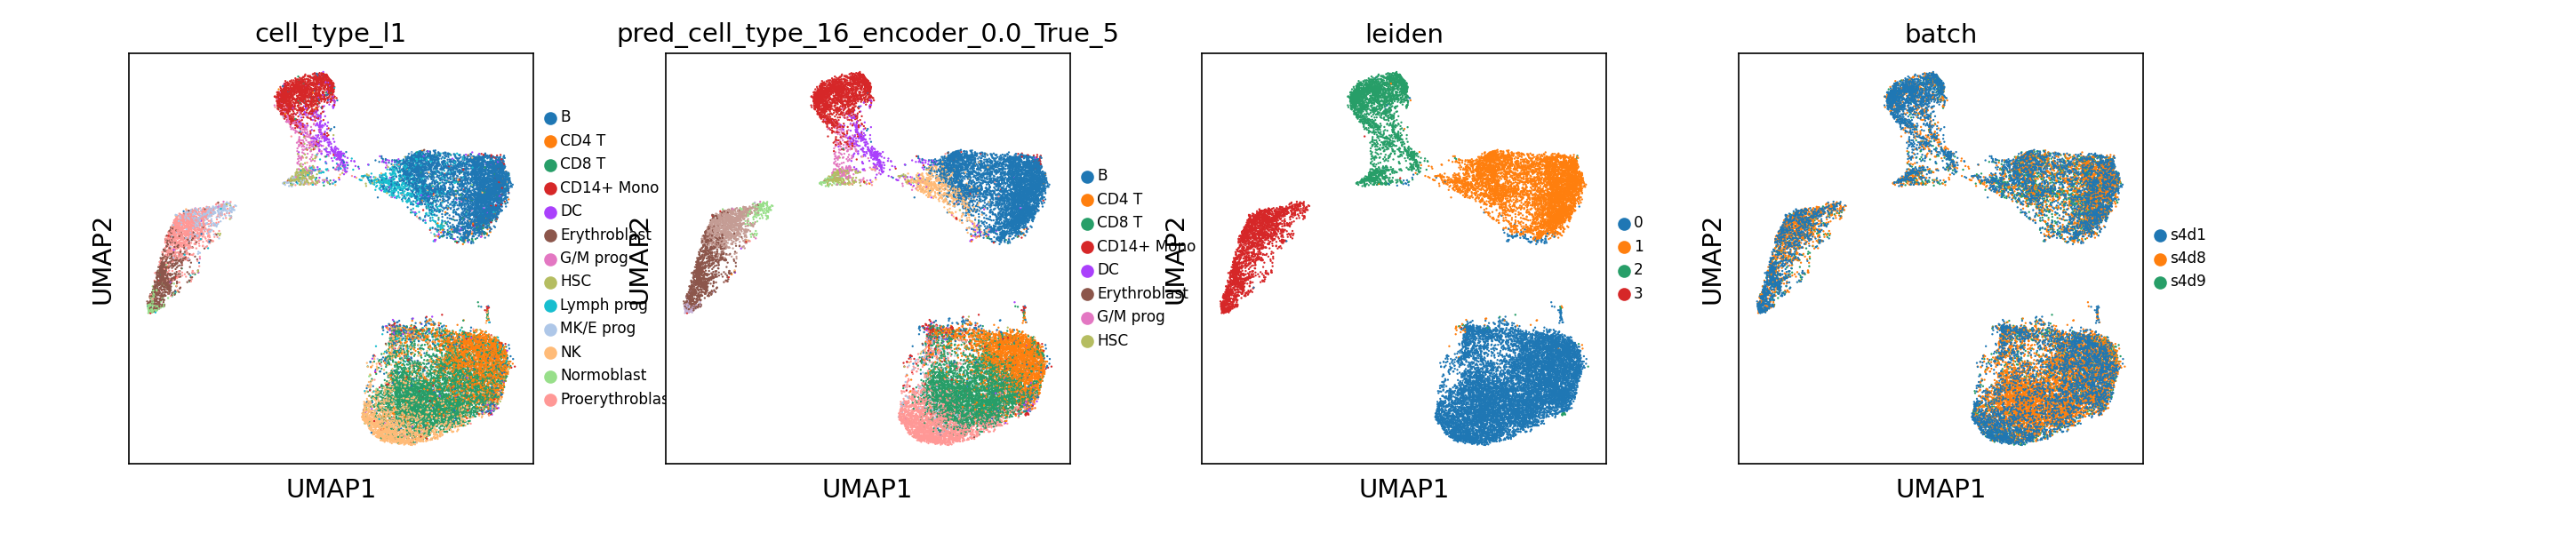 cell_type_l1
UMAP2
UMAP1
B
CD4 T
CD8 T
CD14+ Mono
DC
Erythroblast
G/M prog
HSC
Lymph prog
MK/E prog
NK
Normoblast
Proerythroblas
pred_cell_type_16_encoder_0.0_True_5
UMAP2
UMAP1
B
CD4 T
CD8 T
CD14+ Mono
DC
Erythroblast
G/M prog
HSC
leiden
UMAP2
UMAP1
0
1
2
3
batch
UMAP2
UMAP1
s4d1
s4d8
s4d9